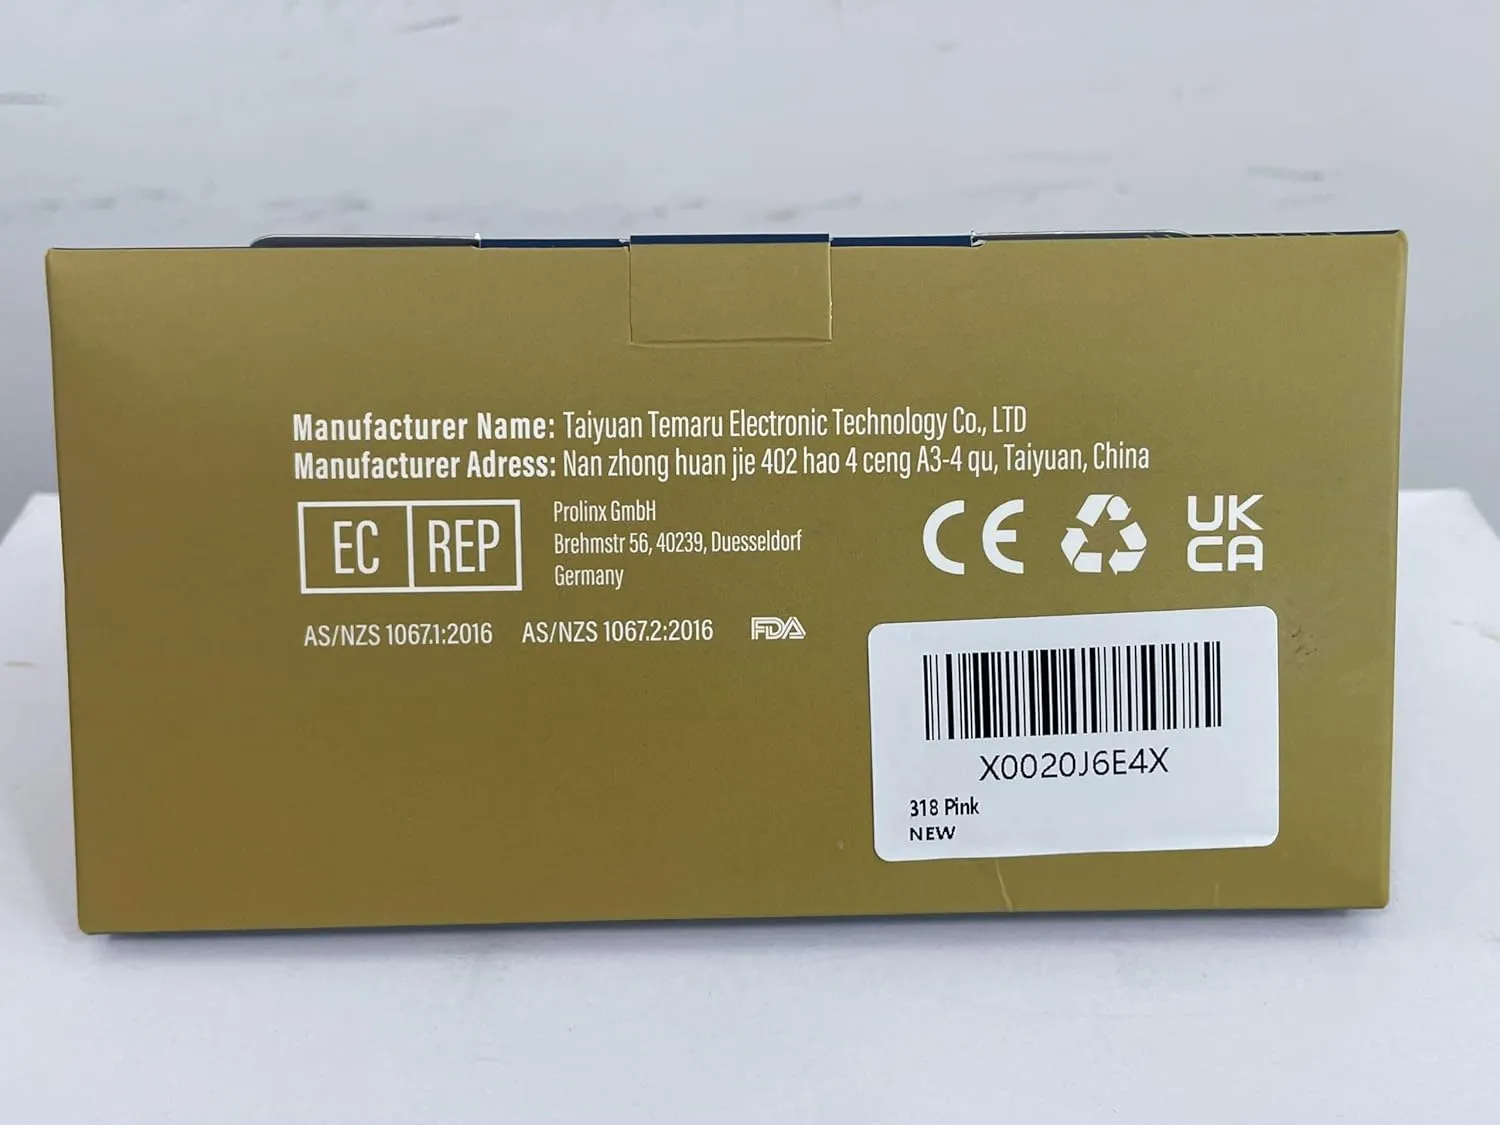 Manufacturer Name: Taiyuan Temaru Electronic Technology Co., LTD
Manufacturer Adress: Nan zhong huan jie 402 hao 4 ceng A3-4 qu, Taiyuan, China
EC REP
Prolinx GmbH
Brehmstr 56, 40239, Duesseldorf
Germany
CE
UK
CA
AS/NZS 1067.1:2016 AS/NZS 1067.2:2016 FDA
X0020J6E4X
318 Pink
NEW